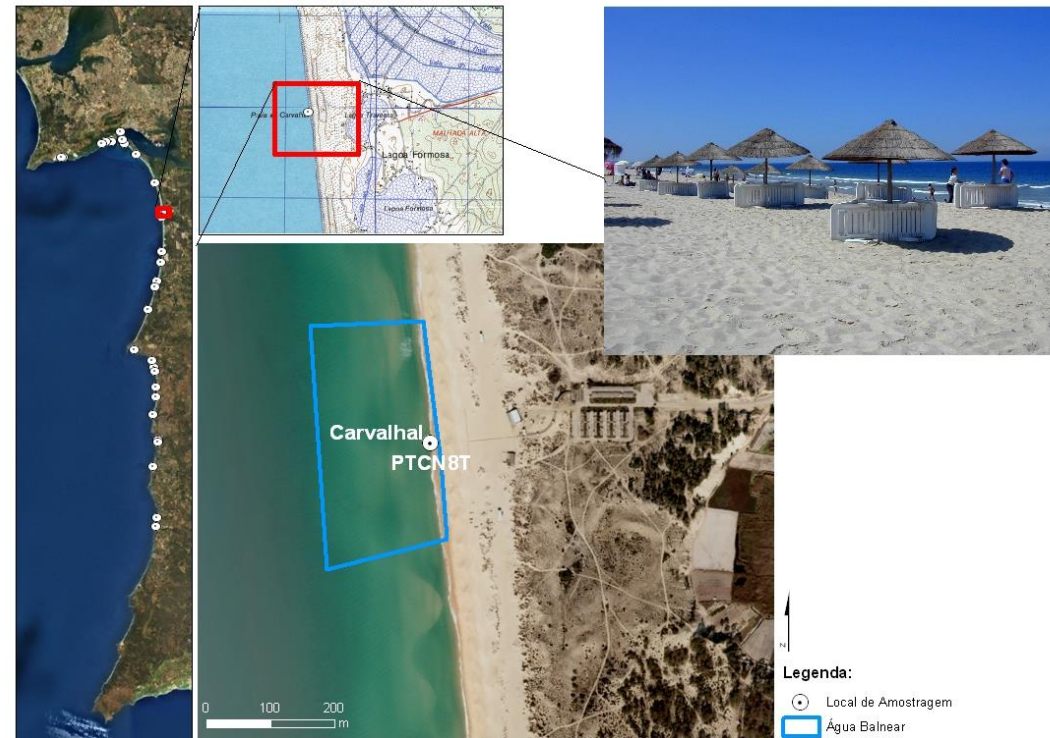 Praia do Carvalhal
Lagoa Travessa
MALHADA ALTA
Lagoa Formosa
Lagoa Formosa
Carvalhal
PTCN8T
0 100 200
m
N
Legenda:
Local de Amostragem
Água Balnear